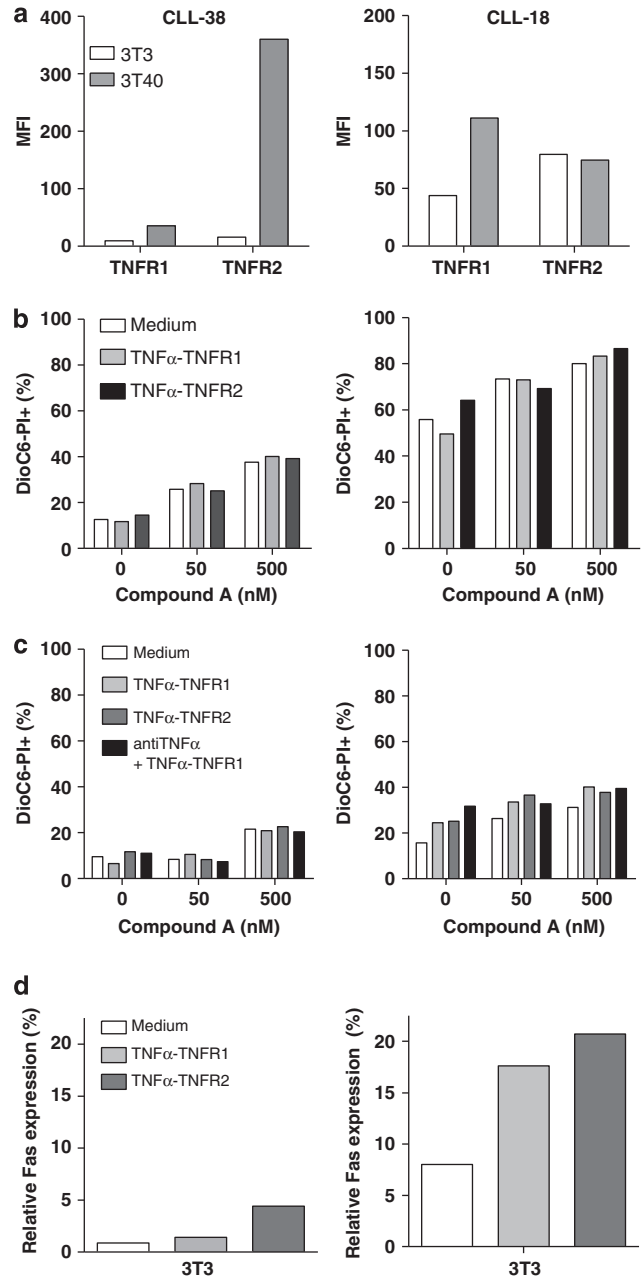 a
CLL-38
CLL-18
MFI
400
300
200
100
0
3T3
3T40
TNFR1
TNFR2
MFI
200
150
100
50
0
TNFR1
TNFR2
b
DioC6-PI+ (%)
100
80
60
40
20
0
Medium
TNFα-TNFR1
TNFα-TNFR2
0
50
500
Compound A (nM)
DioC6-PI+ (%)
100
80
60
40
20
0
0
50
500
Compound A (nM)
c
DioC6-PI+ (%)
100
80
60
40
20
0
Medium
TNFα-TNFR1
TNFα-TNFR2
antiTNFα
+ TNFα-TNFR1
0
50
500
Compound A (nM)
DioC6-PI+ (%)
100
80
60
40
20
0
0
50
500
Compound A (nM)
d
Relative Fas expression (%)
20
15
10
5
0
Medium
TNFα-TNFR1
TNFα-TNFR2
3T3
Relative Fas expression (%)
20
15
10
5
0
3T3